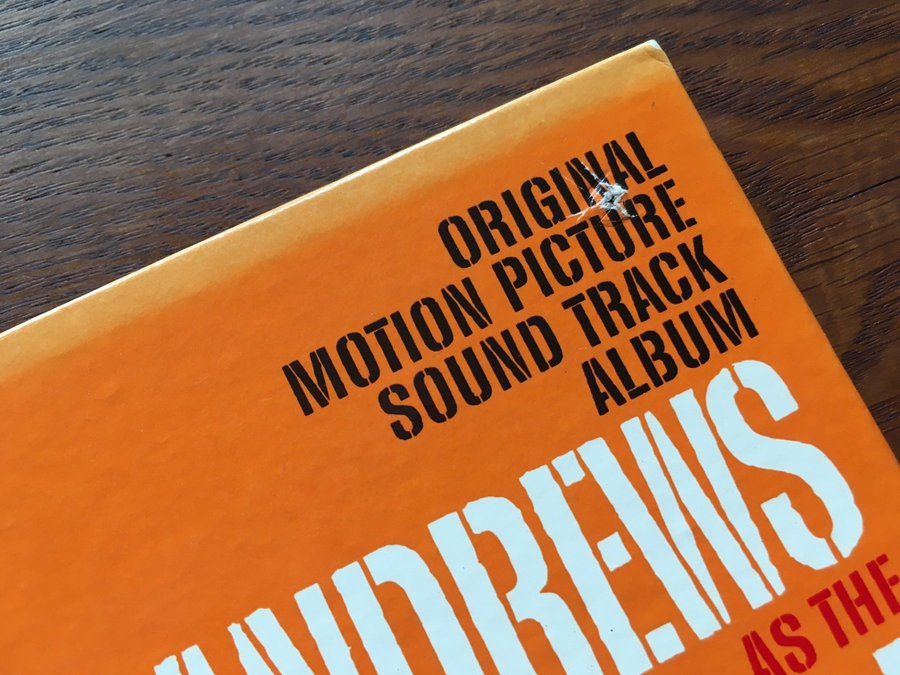 ORIGINAL
MOTION PICTURE
SOUND TRACK
ALBUM
ANDREWS
AS THE